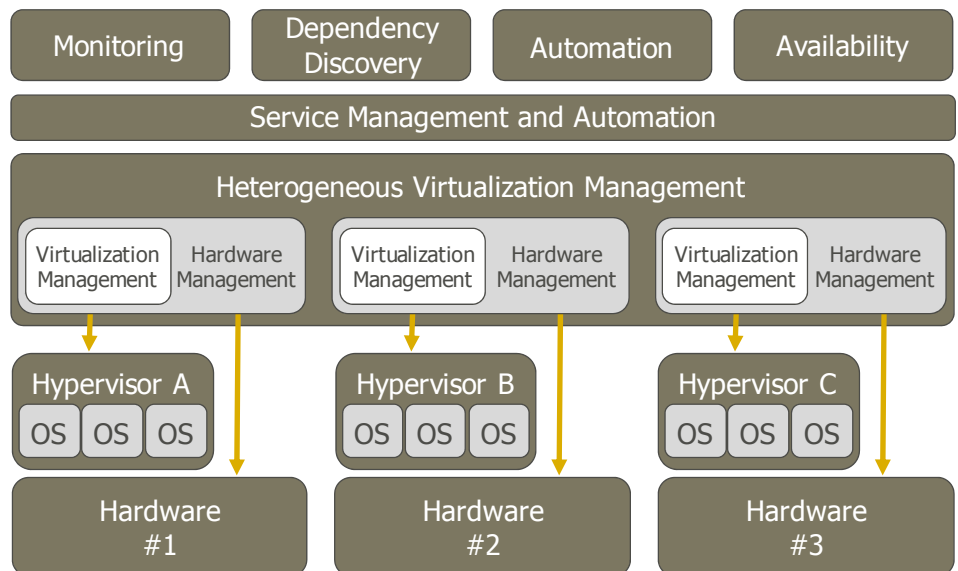 Monitoring
Dependency
Discovery
Automation
Availability
Service Management and Automation
Heterogeneous Virtualization Management
Virtualization
Management
Hardware
Management
Virtualization
Management
Hardware
Management
Virtualization
Management
Hardware
Management
Hypervisor A
OS OS OS
Hypervisor B
OS OS OS
Hypervisor C
OS OS OS
Hardware
#1
Hardware
#2
Hardware
#3